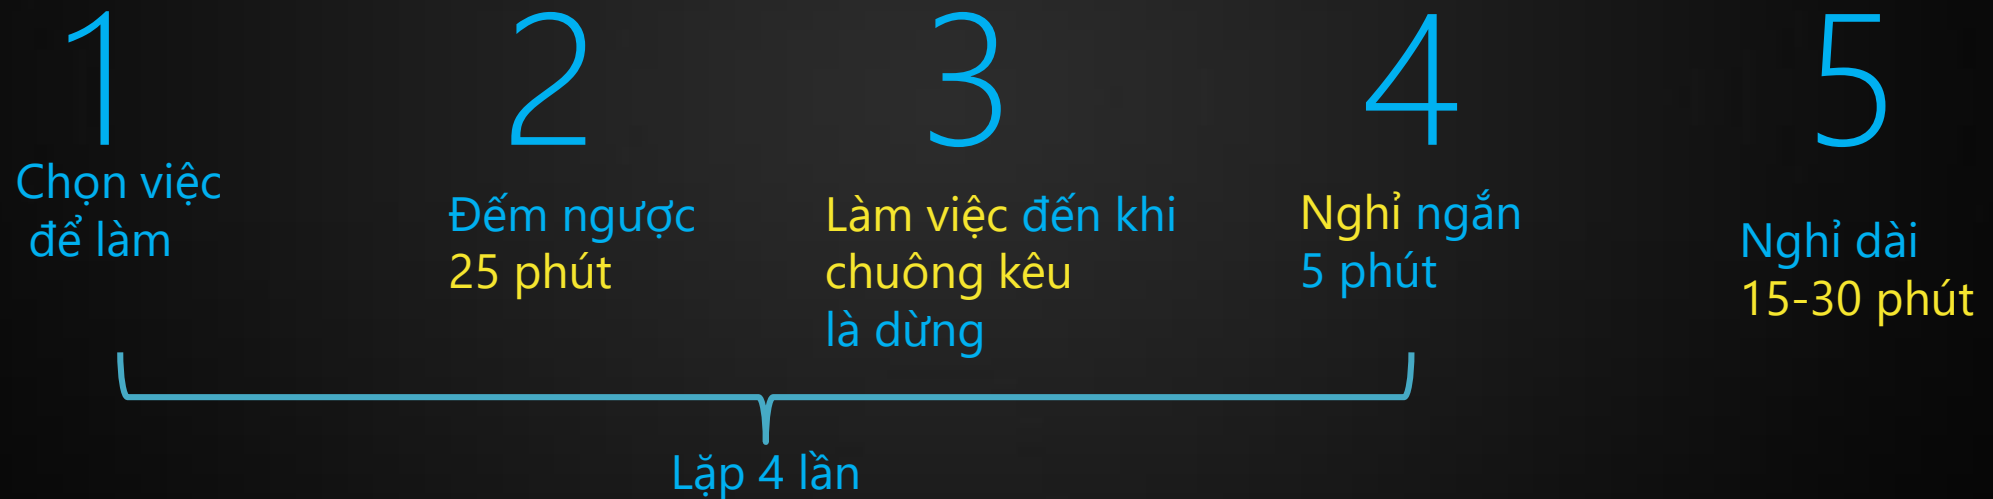 1
Chọn việc
để làm
2
Đếm ngược
25 phút
3
Làm việc đến khi
chuông kêu
là dừng
4
Nghỉ ngắn
5 phút
5
Nghỉ dài
15-30 phút
Lặp 4 lần